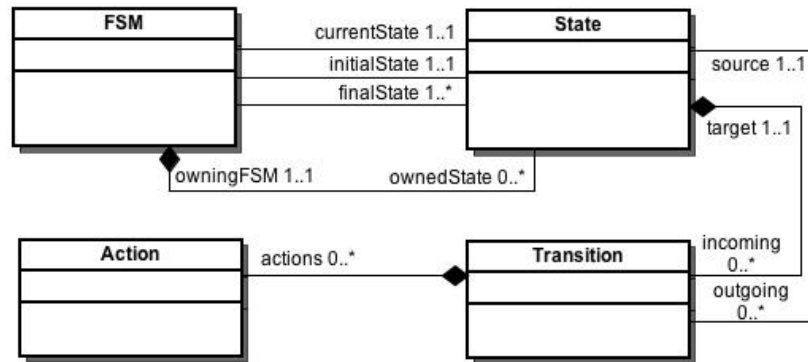 FSM
State
currentState 1..1
initialState 1..1
finalState 1..*
source 1..1
target 1..1
owningFSM 1..1
ownedState 0..*
Action
actions 0..*
Transition
incoming
0..*
outgoing
0..*